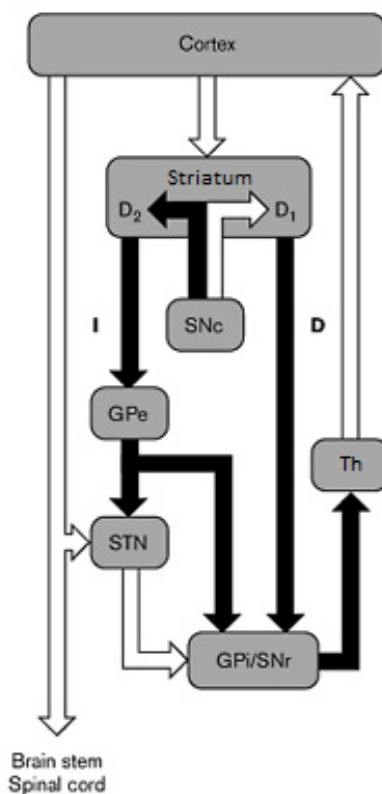 Cortex
Striatum
D2 D1
SNc
I D
GPe
Th
STN
GPi/SNr
Brain stem
Spinal cord